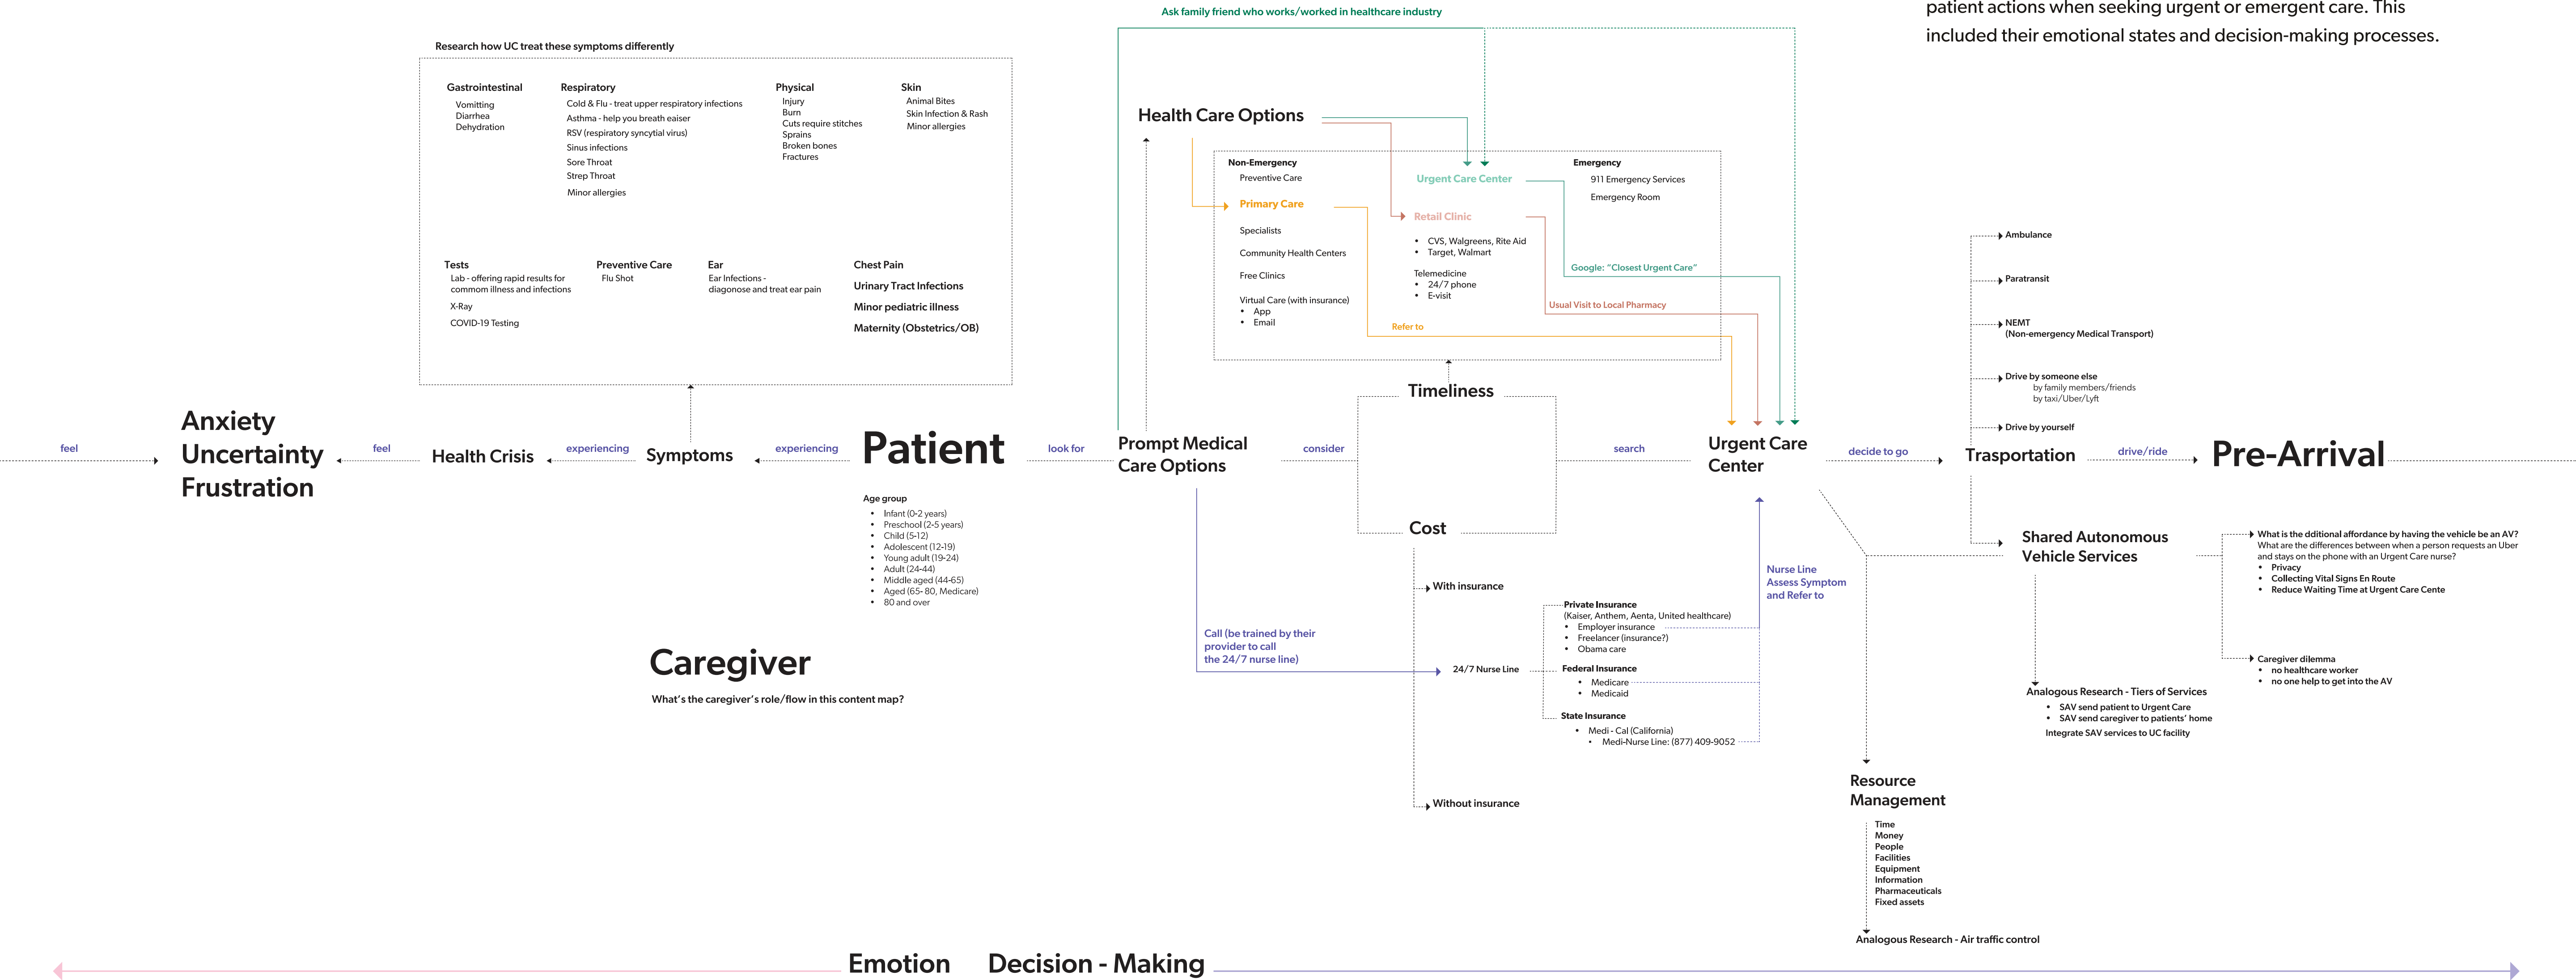 patient actions when seeking urgent or emergent care. This
included their emotional states and decision-making processes.
Ask family friend who works/worked in healthcare industry
Research how UC treat these symptoms differently
Gastrointestinal
Vomitting
Diarrhea
Dehydration
Respiratory
Cold & Flu - treat upper respiratory infections
Asthma - help you breath eaiser
RSV (respiratory syncytial virus)
Sinus infections
Sore Throat
Strep Throat
Minor allergies
Physical
Injury
Burn
Cuts require stitches
Sprains
Broken bones
Fractures
Skin
Animal Bites
Skin Infection & Rash
Minor allergies
Tests
Lab - offering rapid results for
commom illness and infections
X-Ray
COVID-19 Testing
Preventive Care
Flu Shot
Ear
Ear Infections -
diagonose and treat ear pain
Chest Pain
Urinary Tract Infections
Minor pediatric illness
Maternity (Obstetrics/OB)
feel
Anxiety
Uncertainty
Frustration
feel
Health Crisis
experiencing
Symptoms
experiencing
Patient
Age group
• Infant (0-2 years)
• Preschool (2-5 years)
• Child (5-12)
• Adolescent (12-19)
• Young adult (19-24)
• Adult (24-44)
• Middle aged (44-65)
• Aged (65- 80, Medicare)
• 80 and over
Caregiver
What's the caregiver's role/flow in this content map?
look for
Prompt Medical
Care Options
Health Care Options
Non-Emergency
Preventive Care
Primary Care
Specialists
Community Health Centers
Free Clinics
Virtual Care (with insurance)
• App
• Email
Urgent Care Center
Retail Clinic
• CVS, Walgreens, Rite Aid
• Target, Walmart
Telemedicine
• 24/7 phone
• E-visit
Emergency
911 Emergency Services
Emergency Room
Google: “Closest Urgent Care”
Usual Visit to Local Pharmacy
Refer to
consider
Timeliness
Cost
search
Urgent Care
Center
With insurance
Call (be trained by their
provider to call
the 24/7 nurse line)
24/7 Nurse Line
Private Insurance
(Kaiser, Anthem, Aenta, United healthcare)
• Employer insurance
• Freelancer (insurance?)
• Obama care
Federal Insurance
• Medicare
• Medicaid
State Insurance
• Medi - Cal (California)
• Medi-Nurse Line: (877) 409-9052
Without insurance
Nurse Line
Assess Symptom
and Refer to
decide to go
Trasportation
Ambulance
Paratransit
NEMT
(Non-emergency Medical Transport)
Drive by someone else
by family members/friends
by taxi/Uber/Lyft
Drive by yourself
drive/ride
Pre-Arrival
Shared Autonomous
Vehicle Services
What is the dditional affordance by having the vehicle be an AV?
What are the differences between when a person requests an Uber
and stays on the phone with an Urgent Care nurse?
• Privacy
• Collecting Vital Signs En Route
• Reduce Waiting Time at Urgent Care Cente
Caregiver dilemma
• no healthcare worker
• no one help to get into the AV
Analogous Research - Tiers of Services
• SAV send patient to Urgent Care
• SAV send caregiver to patients' home
Integrate SAV services to UC facility
Resource
Management
Time
Money
People
Facilities
Equipment
Information
Pharmaceuticals
Fixed assets
Analogous Research - Air traffic control
Emotion
Decision - Making